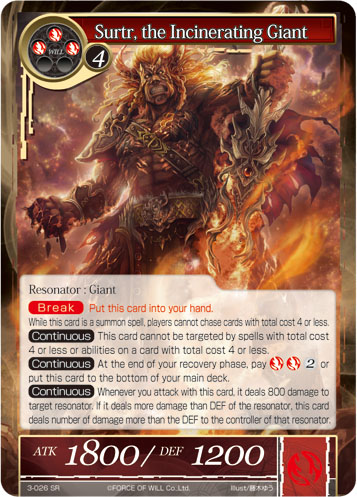 Surtr, the Incinerating Giant
WILL
4
Resonator : Giant
Break Put this card into your hand.
While this card is a summon spell, players cannot chase cards with total cost 4 or less.
Continuous This card cannot be targeted by spells with total cost
4 or less or abilities on a card with total cost 4 or less.
Continuous At the end of your recovery phase, pay 2 or
put this card to the bottom of your main deck.
Continuous Whenever you attack with this card, it deals 800 damage to
target resonator. If it deals more damage than DEF of the resonator, this card
deals number of damage more than the DEF to the controller of that resonator.
ATK 1800 / DEF 1200
3-026 SR ©FORCE OF WILL Co.,Ltd. Illust/